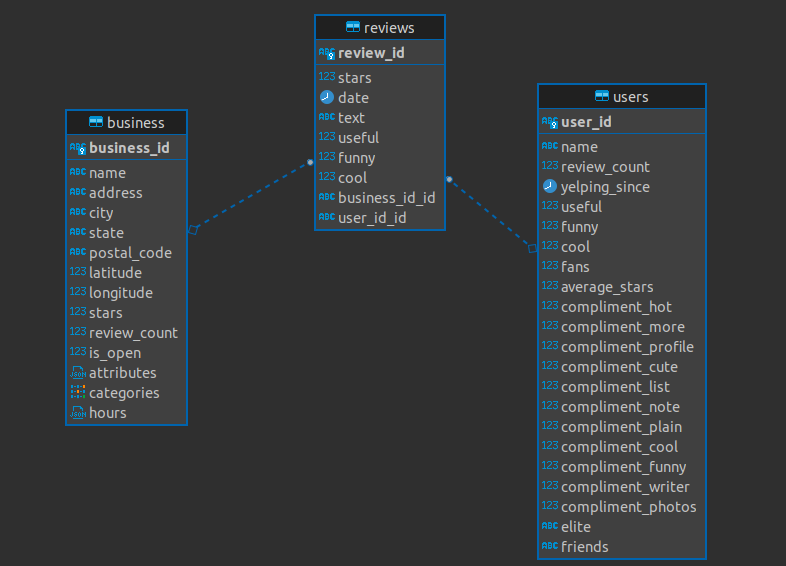 business
ABC business_id
ABC name
ABC address
ABC city
ABC state
ABC postal_code
123 latitude
123 longitude
123 stars
123 review_count
123 is_open
JSON attributes
categories
JSON hours
reviews
ABC review_id
123 stars
date
ABC text
123 useful
123 funny
123 cool
ABC business_id_id
ABC user_id_id
users
ABC user_id
ABC name
123 review_count
yelping_since
123 useful
123 funny
123 cool
123 fans
123 average_stars
123 compliment_hot
123 compliment_more
123 compliment_profile
123 compliment_cute
123 compliment_list
123 compliment_note
123 compliment_plain
123 compliment_cool
123 compliment_funny
123 compliment_writer
123 compliment_photos
ABC elite
ABC friends